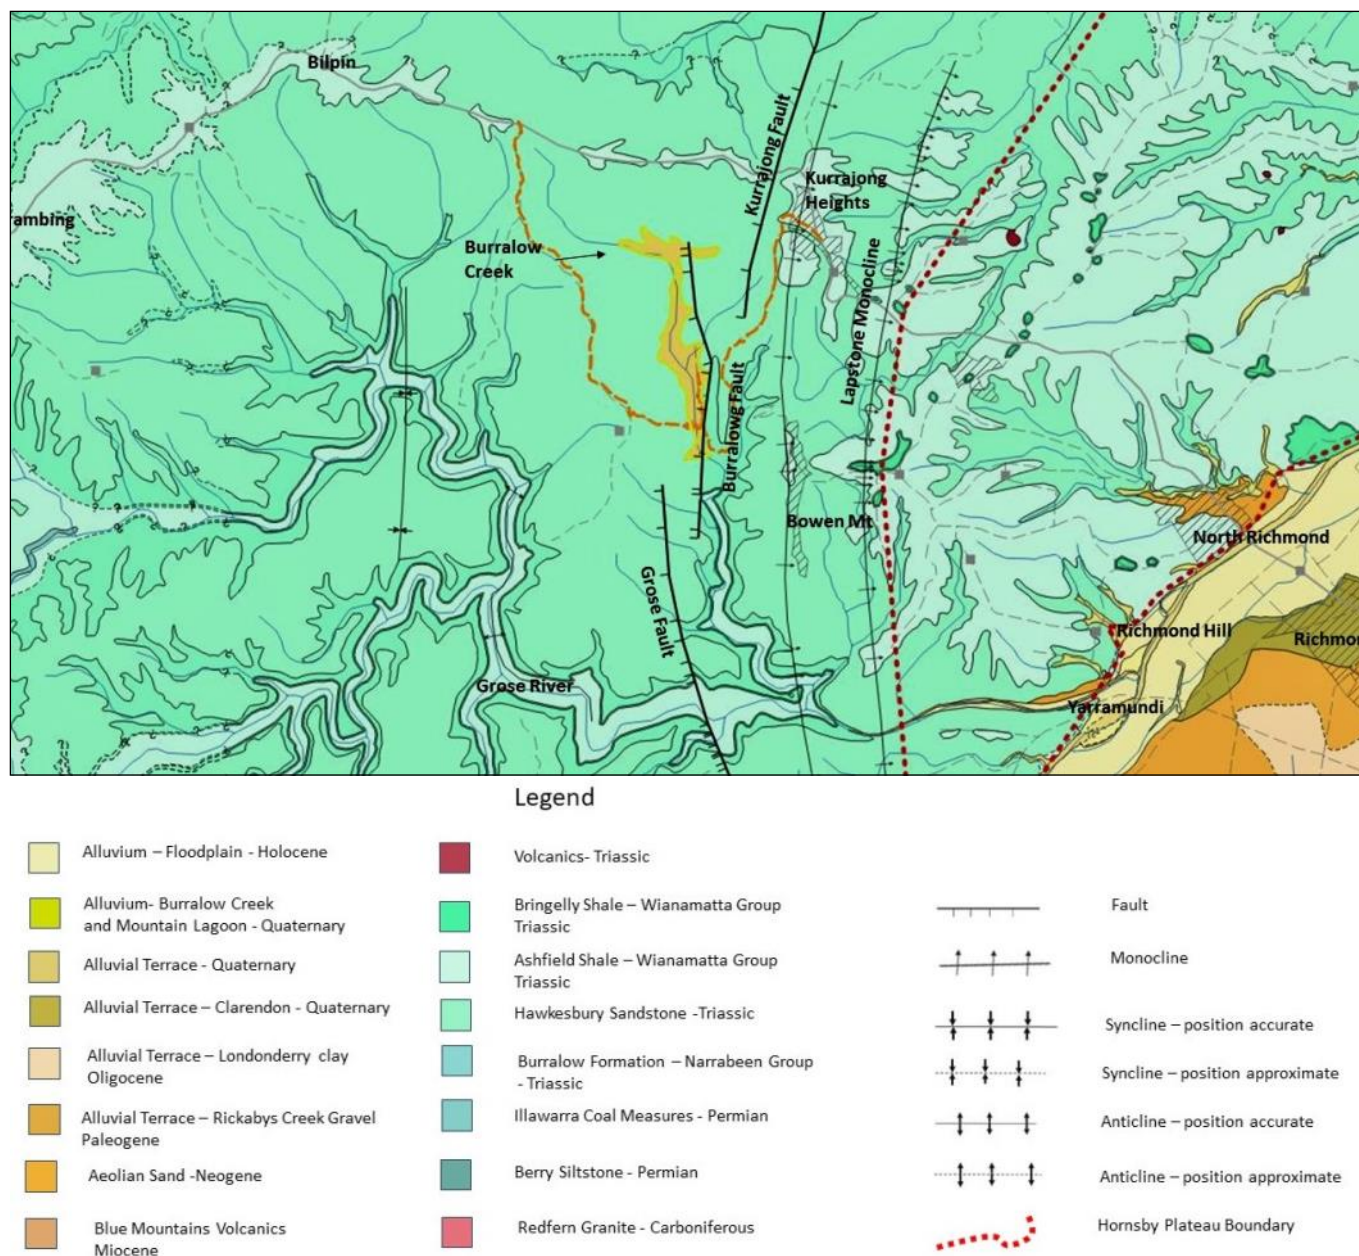 Bilpin
Kurrajong Fault
Kurrajong
Heights
ambing
Burralow
Creek
Lapstone Monocline
Burralowg Fault
Bowen Mt
North Richmond
Grose Fault
Richmond Hill
Richmo
Grose River
Yarramundi
Legend
Alluvium – Floodplain - Holocene
Alluvium- Burralow Creek
and Mountain Lagoon - Quaternary
Alluvial Terrace - Quaternary
Alluvial Terrace – Clarendon - Quaternary
Alluvial Terrace – Londonderry clay
Oligocene
Alluvial Terrace – Rickabys Creek Gravel
Paleogene
Aeolian Sand -Neogene
Blue Mountains Volcanics
Miocene
Volcanics- Triassic
Bringelly Shale – Wianamatta Group
Triassic
Ashfield Shale – Wianamatta Group
Triassic
Hawkesbury Sandstone -Triassic
Burralow Formation – Narrabeen Group
- Triassic
Illawarra Coal Measures - Permian
Berry Siltstone - Permian
Redfern Granite - Carboniferous
Fault
Monocline
Syncline – position accurate
Syncline – position approximate
Anticline – position accurate
Anticline – position approximate
Hornsby Plateau Boundary